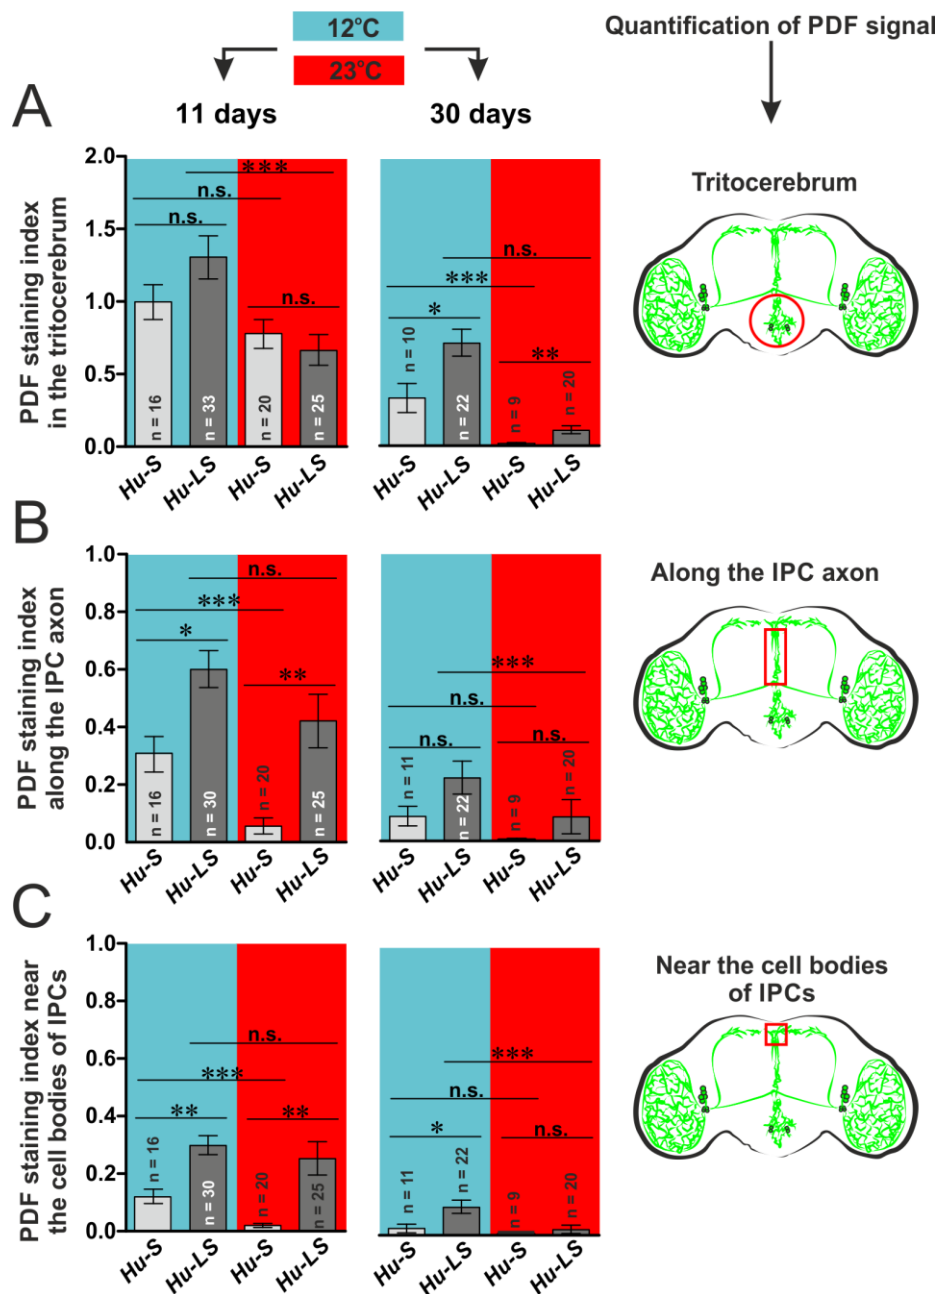 12°C
23°C
Quantification of PDF signal
11 days
30 days
A
PDF staining index
in the tritocerebrum
2.0
1.5
1.0
0.5
0.0
***
n.s.
n.s.
n.s.
n = 16
n = 33
n = 20
n = 25
Hu-S
Hu-LS
Hu-S
Hu-LS
n.s.
***
*
**
n = 10
n = 22
n = 9
n = 20
Hu-S
Hu-LS
Hu-S
Hu-LS
Tritocerebrum
B
PDF staining index
along the IPC axon
1.0
0.8
0.6
0.4
0.2
0.0
n.s.
***
*
**
n = 16
n = 30
n = 20
n = 25
Hu-S
Hu-LS
Hu-S
Hu-LS
***
n.s.
n.s.
n.s.
n = 11
n = 22
n = 9
n = 20
Hu-S
Hu-LS
Hu-S
Hu-LS
Along the IPC axon
C
PDF staining index near
the cell bodies of IPCs
1.0
0.8
0.6
0.4
0.2
0.0
n.s.
***
**
**
n = 16
n = 30
n = 20
n = 25
Hu-S
Hu-LS
Hu-S
Hu-LS
***
n.s.
*
n.s.
n = 11
n = 22
n = 9
n = 20
Hu-S
Hu-LS
Hu-S
Hu-LS
Near the cell bodies
of IPCs